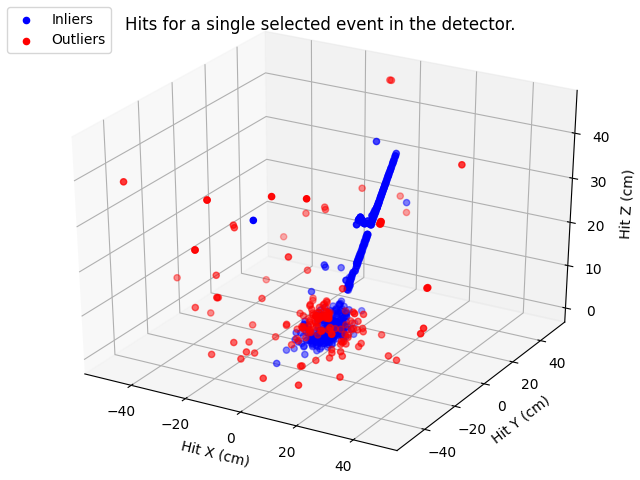 Hits for a single selected event in the detector.
Inliers
Outliers
40
30
20
10
0
Hit Z (cm)
40
20
0
−20
−40
Hit Y (cm)
−40
−20
0
20
40
Hit X (cm)